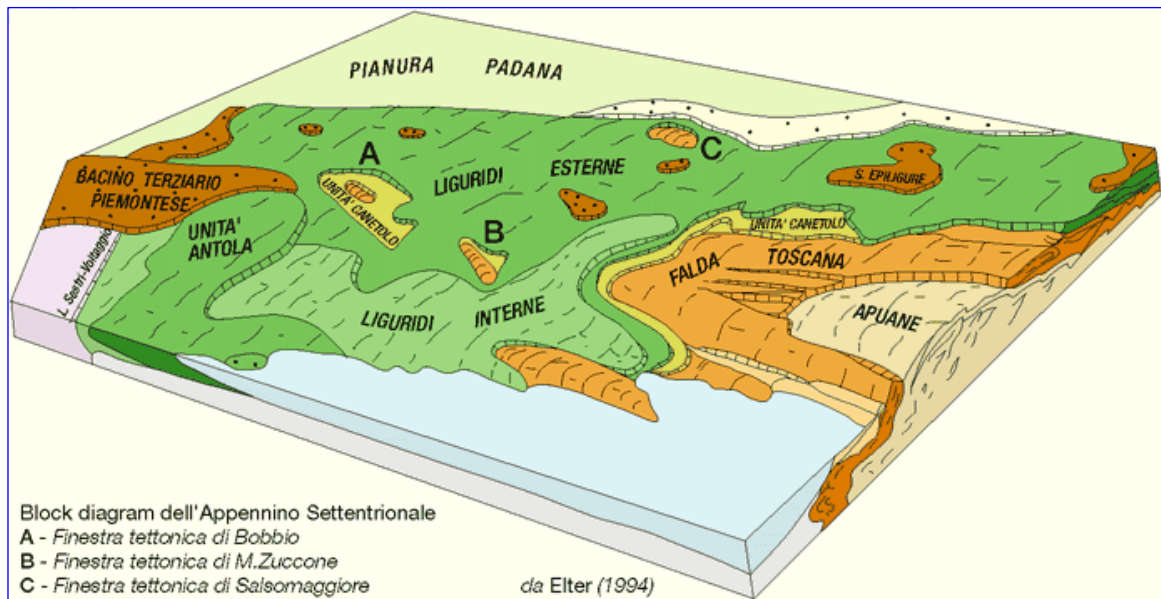 PIANURA PADANA
A
C
LIGURIDI ESTERNE
S. EPILIGURE
BACINO TERZIARIO
PIEMONTESE
UNITA' CANETOLO
B
UNITA' CANETOLO
UNITA'
ANTOLA
L. Sestri-Voltaggio
FALDA TOSCANA
LIGURIDI INTERNE
APUANE
Block diagram dell'Appennino Settentrionale
A - Finestra tettonica di Bobbio
B - Finestra tettonica di M.Zuccone
C - Finestra tettonica di Salsomaggiore da Elter (1994)